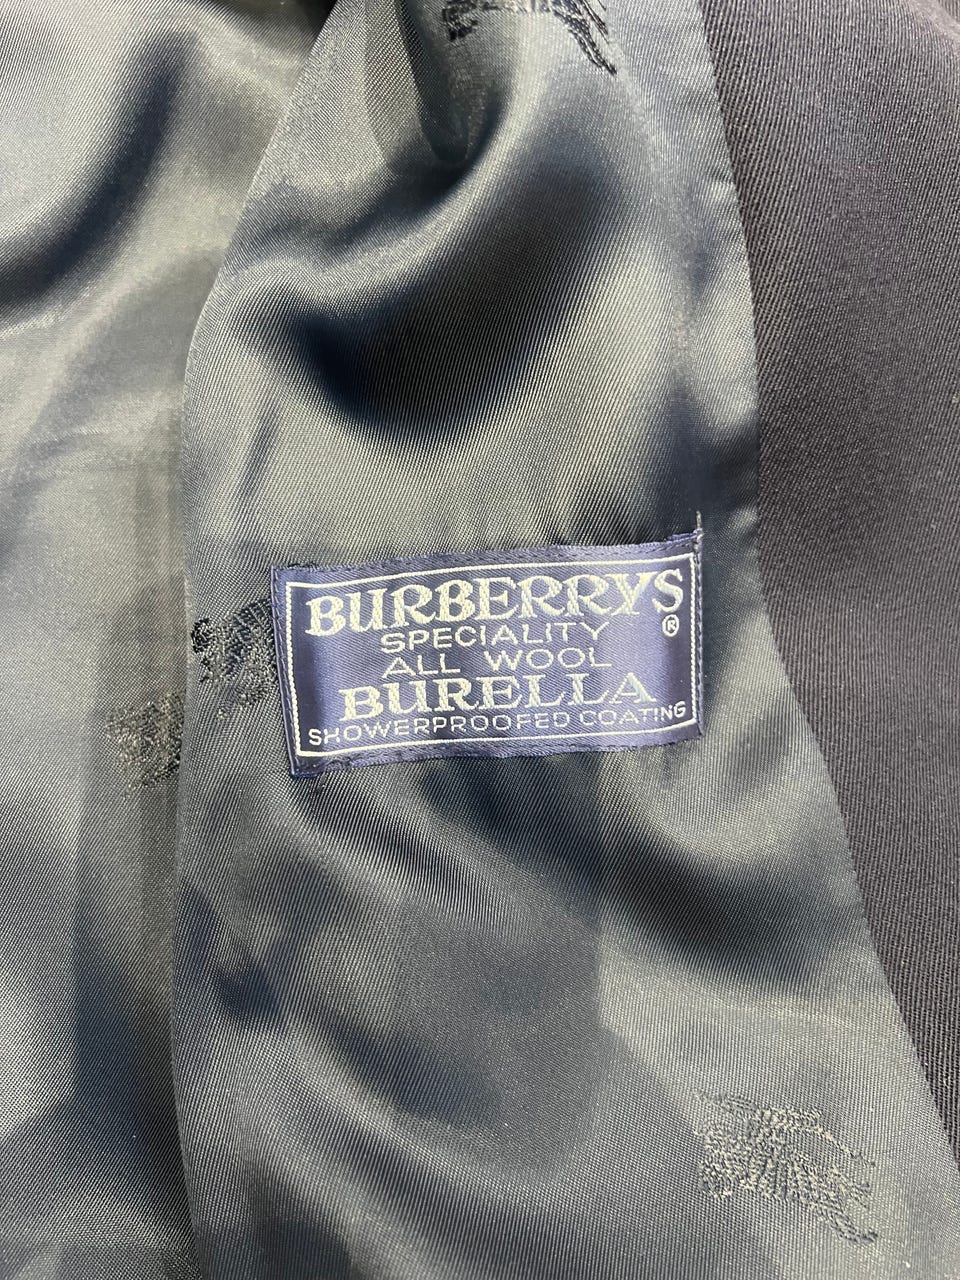 BURBERRYS®
SPECIALITY
ALL WOOL
BURELLA
SHOWERPROOFED COATING